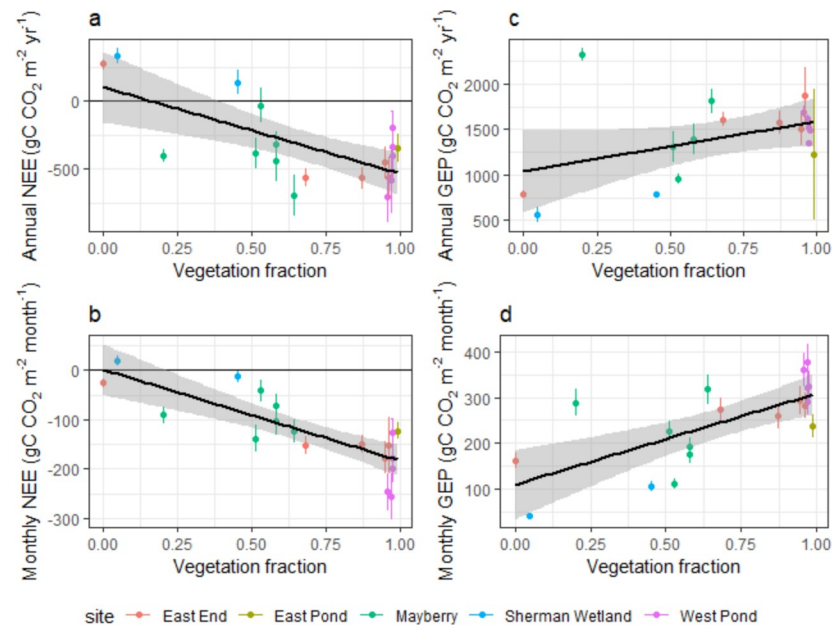 a
Annual NEE (gC CO₂ m⁻² yr⁻¹)
0
-500
0.00 0.25 0.50 0.75 1.00
Vegetation fraction
c
Annual GEP (gC CO₂ m⁻² yr⁻¹)
2000
1500
1000
500
0.00 0.25 0.50 0.75 1.00
Vegetation fraction
b
Monthly NEE (gC CO₂ m⁻² month⁻¹)
0
-100
-200
-300
0.00 0.25 0.50 0.75 1.00
Vegetation fraction
d
Monthly GEP (gC CO₂ m⁻² month⁻¹)
400
300
200
100
0.00 0.25 0.50 0.75 1.00
Vegetation fraction
site East End East Pond Mayberry Sherman Wetland West Pond